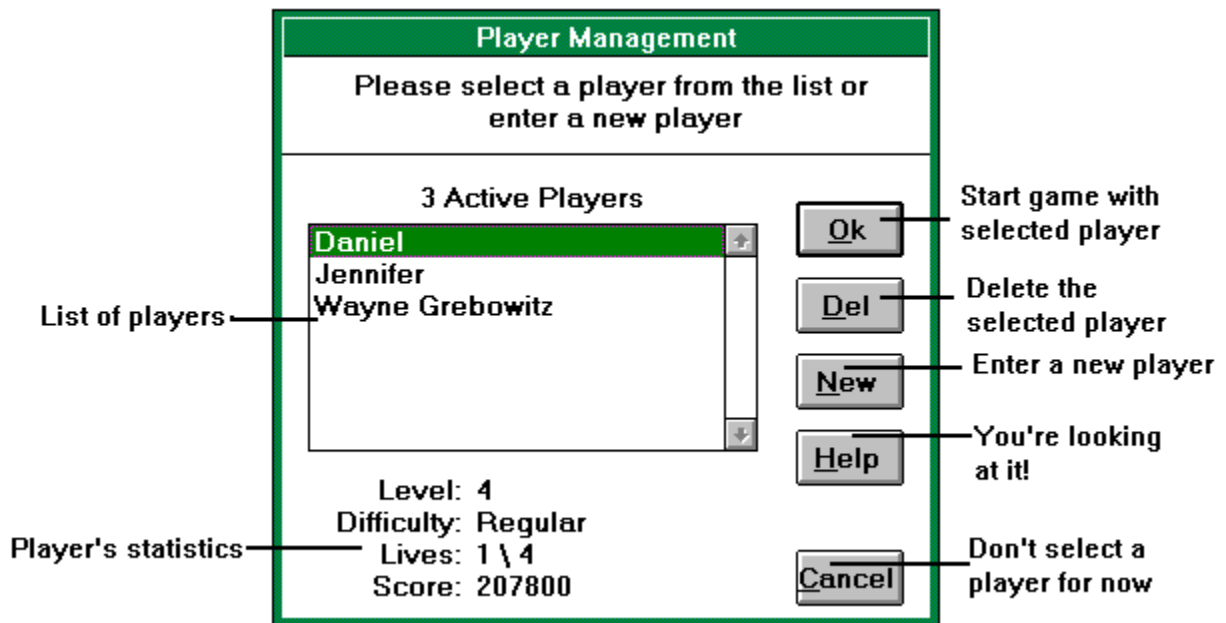 Player Management
Please select a player from the list or
enter a new player
3 Active Players
Daniel
Jennifer
Wayne Grebowitz
List of players
Level: 4
Difficulty: Regular
Lives: 1 \ 4
Score: 207800
Player's statistics
Ok
Start game with
selected player
Del
Delete the
selected player
New
Enter a new player
Help
You're looking
at it!
Cancel
Don't select a
player for now